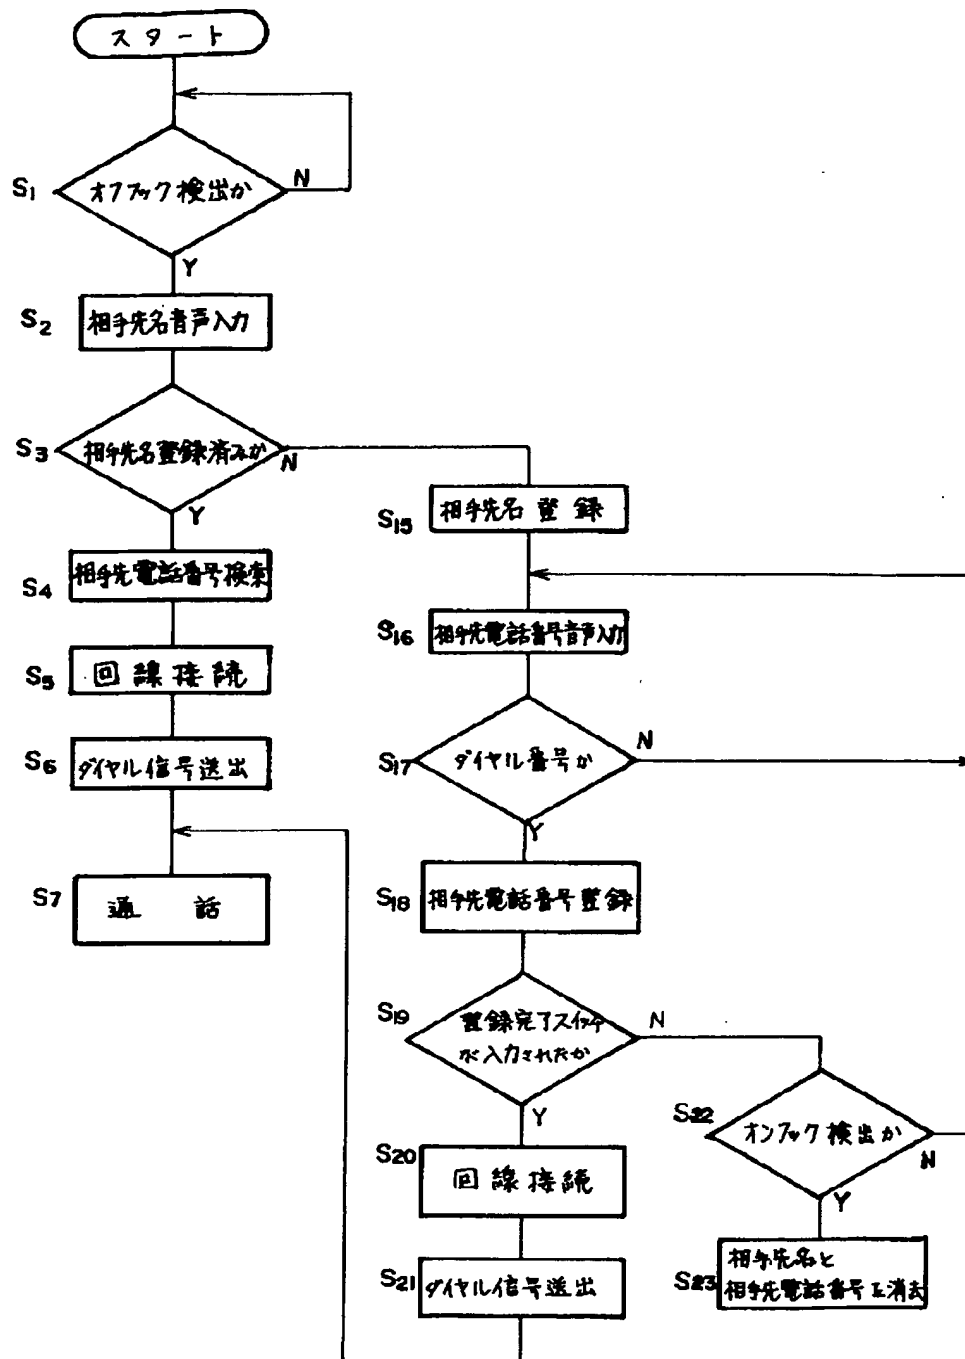 スタート
S1
オフフック検出か
N
Y
S2
相手先名音声入力
S3
相手先名登録済みか
N
Y
S4
相手先電話番号検索
S5
回線接続
S6
ダイヤル信号送出
S7
通話
S15
相手先名登録
S16
相手先電話番号音声入力
S17
ダイヤル番号か
N
Y
S18
相手先電話番号登録
S19
登録完了スイッチ
が入力されたか
N
Y
S20
回線接続
S21
ダイヤル信号送出
S22
オンフック検出か
N
Y
S23
相手先名と
相手先電話番号を消去